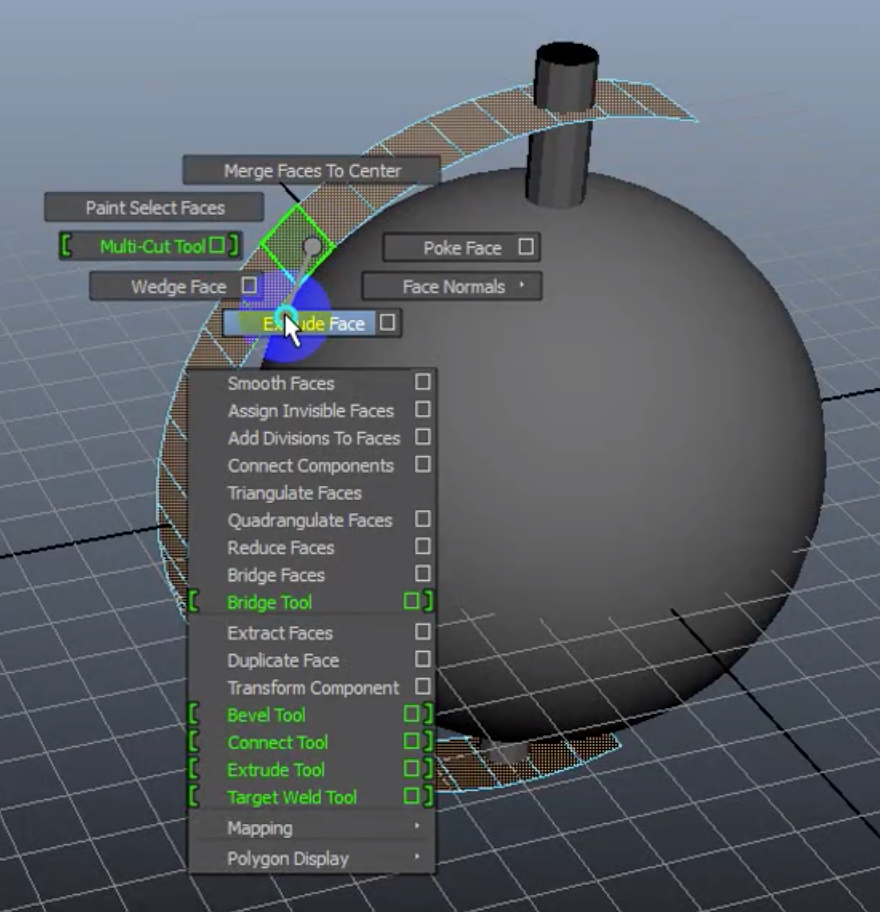 Merge Faces To Center
Paint Select Faces
Multi-Cut Tool
Poke Face
Wedge Face
Face Normals
Extrude Face
Smooth Faces
Assign Invisible Faces
Add Divisions To Faces
Connect Components
Triangulate Faces
Quadrangulate Faces
Reduce Faces
Bridge Faces
Bridge Tool
Extract Faces
Duplicate Face
Transform Component
Bevel Tool
Connect Tool
Extrude Tool
Target Weld Tool
Mapping
Polygon Display